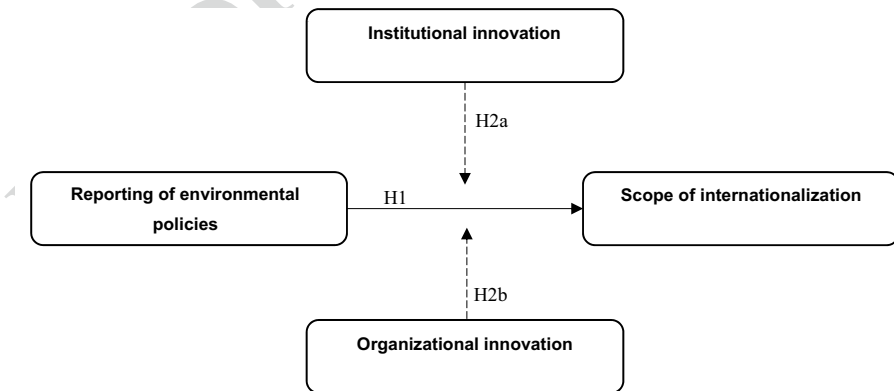 Institutional innovation
H2a
Reporting of environmental
policies
H1
Scope of internationalization
H2b
Organizational innovation